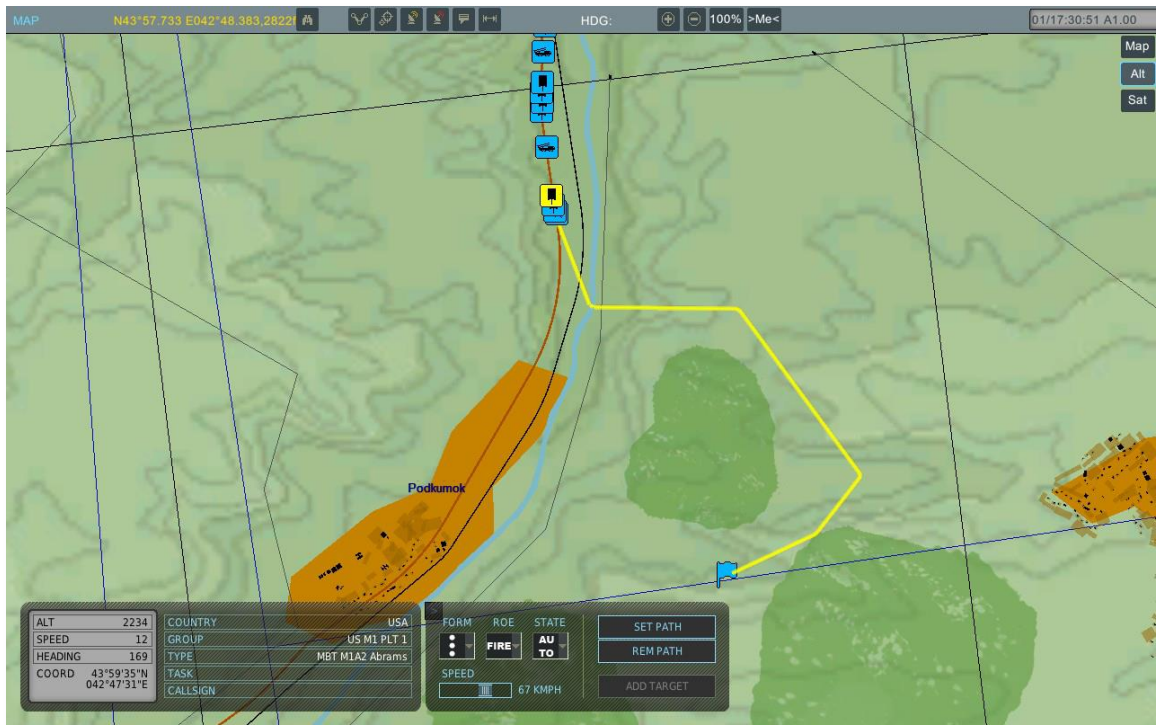 MAP N43°57.733 E042°48.383,2822f HDG: 100% >Me< 01/17:30:51 A1.00
Map
Alt
Sat
Podkumok
ALT 2234
SPEED 12
HEADING 169
COORD 43°59'35"N
042°47'31"E
COUNTRY USA
GROUP US M1 PLT 1
TYPE MBT M1A2 Abrams
TASK
CALLSIGN
>
FORM ROE STATE
FIRE AU
TO
SPEED
67 KMPH
SET PATH
REM PATH
ADD TARGET